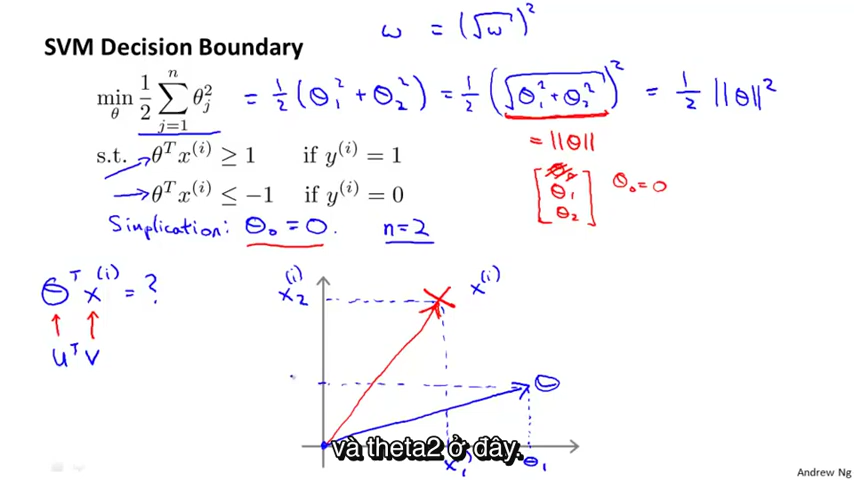 ω = (√ω)²
SVM Decision Boundary
min_θ 1/2 Σ_{j=1}^{n} θ_j² = 1/2 (Θ₁² + Θ₂²) = 1/2 (√(Θ₁² + Θ₂²))² = 1/2 ||Θ||²
= ||Θ||
s.t. θᵀx⁽ⁱ⁾ ≥ 1 if y⁽ⁱ⁾ = 1
θᵀx⁽ⁱ⁾ ≤ −1 if y⁽ⁱ⁾ = 0
[Θ₁ Θ₂] Θ₀ = 0
Simplication: Θ₀ = 0. n=2
Θᵀ x⁽ⁱ⁾ = ?
uᵀ v
x₂⁽ⁱ⁾
x⁽ⁱ⁾
Θ
và theta2 ở đây.
x₁⁽ⁱ⁾ Θ₁
Andrew Ng